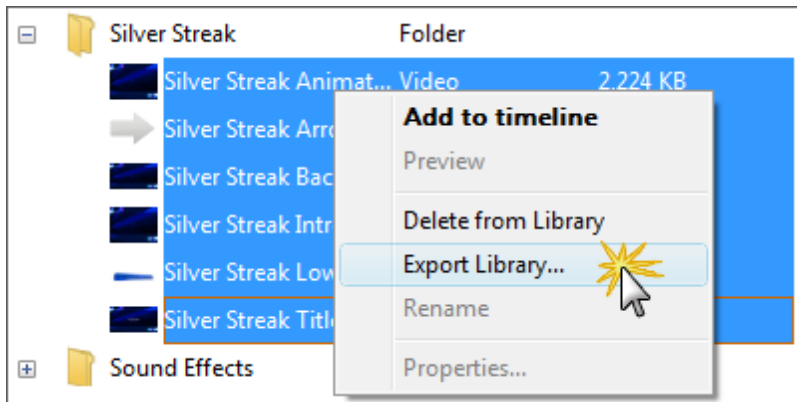 Silver Streak Folder
Silver Streak Animat... Video 2.224 KB
Silver Streak Arro
Silver Streak Bac
Silver Streak Intr
Silver Streak Low
Silver Streak Title
Sound Effects
Add to timeline
Preview
Delete from Library
Export Library...
Rename
Properties...